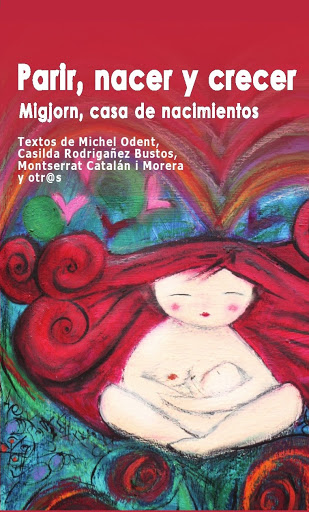 Parir, nacer y crecer
Migjorn, casa de nacimientos
Textos de Michel Odent,
Casilda Rodrigañez Bustos,
Montserrat Catalán i Morera
y otr@s